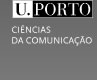 U. PORTO
CIÊNCIAS
DA COMUNICAÇÃO